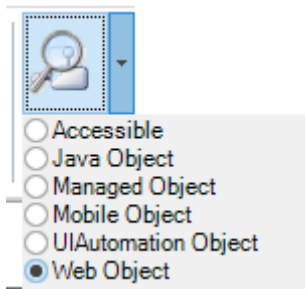 Accessible
Java Object
Managed Object
Mobile Object
UIAutomation Object
Web Object